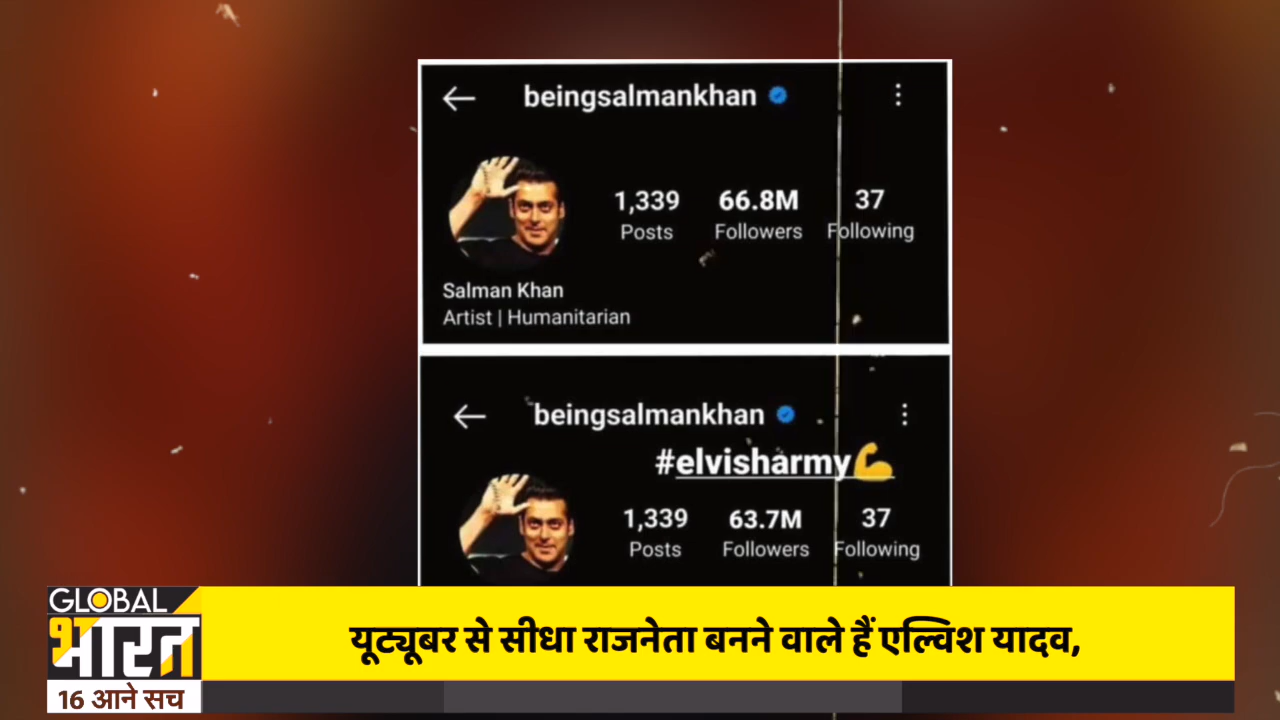 beingsalmankhan
1,339 66.8M 37
Posts Followers Following
Salman Khan
Artist | Humanitarian
beingsalmankhan
#elvisharmy💪
1,339 63.7M 37
Posts Followers Following
GLOBAL
भारत
16 आने सच
यूट्यूबर से सीधा राजनेता बनने वाले हैं एल्विश यादव,